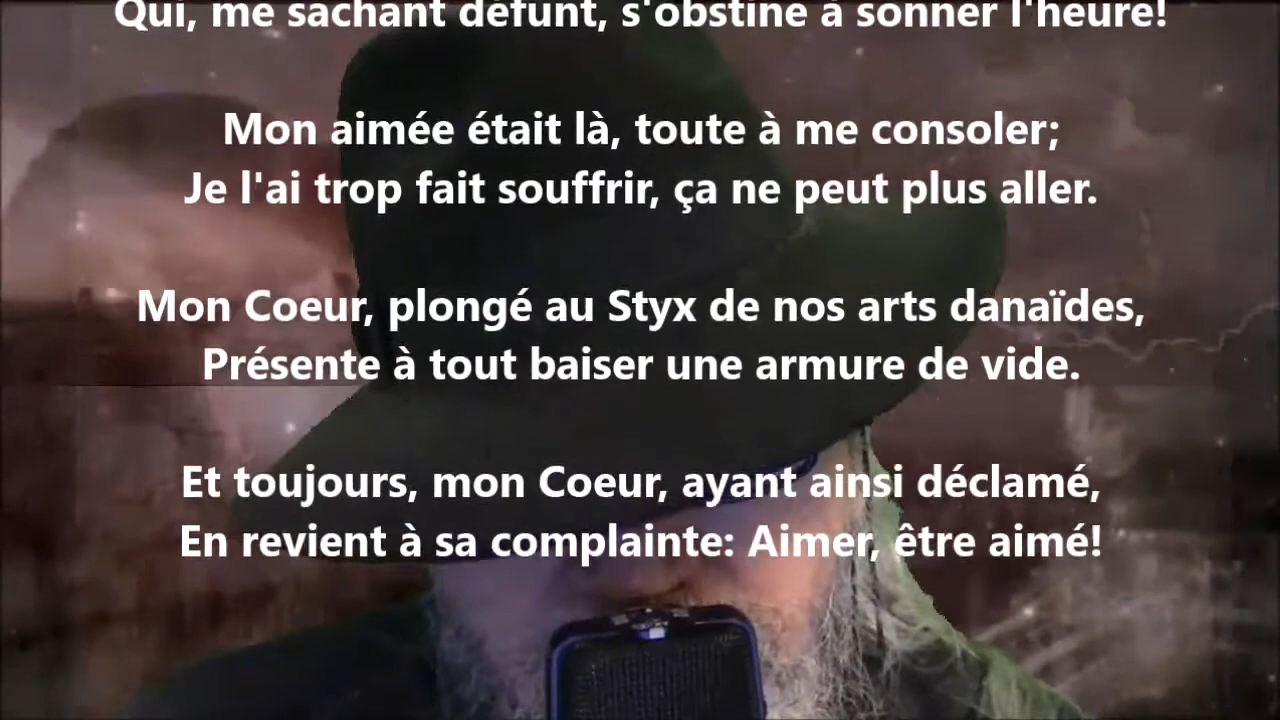 Qui, me sachant défunt, s'obstine à sonner l'heure!
Mon aimée était là, toute à me consoler;
Je l'ai trop fait souffrir, ça ne peut plus aller.
Mon Coeur, plongé au Styx de nos arts danaïdes,
Présente à tout baiser une armure de vide.
Et toujours, mon Coeur, ayant ainsi déclamé,
En revient à sa complainte: Aimer, être aimé!